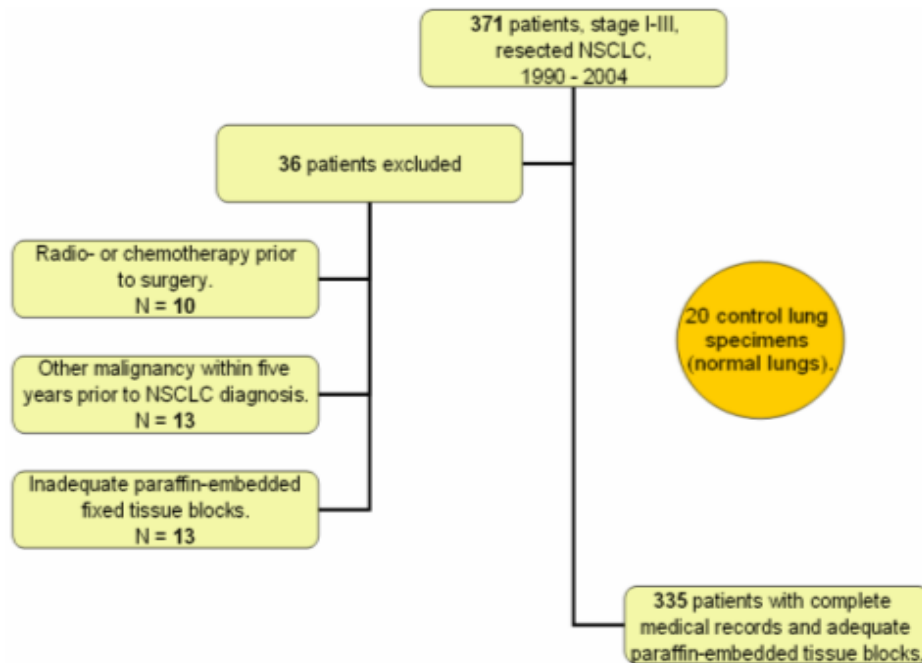 371 patients, stage I-III,
resected NSCLC,
1990 - 2004
36 patients excluded
Radio- or chemotherapy prior
to surgery.
N = 10
Other malignancy within five
years prior to NSCLC diagnosis.
N = 13
Inadequate paraffin-embedded
fixed tissue blocks.
N = 13
20 control lung
specimens
(normal lungs).
335 patients with complete
medical records and adequate
paraffin-embedded tissue blocks.